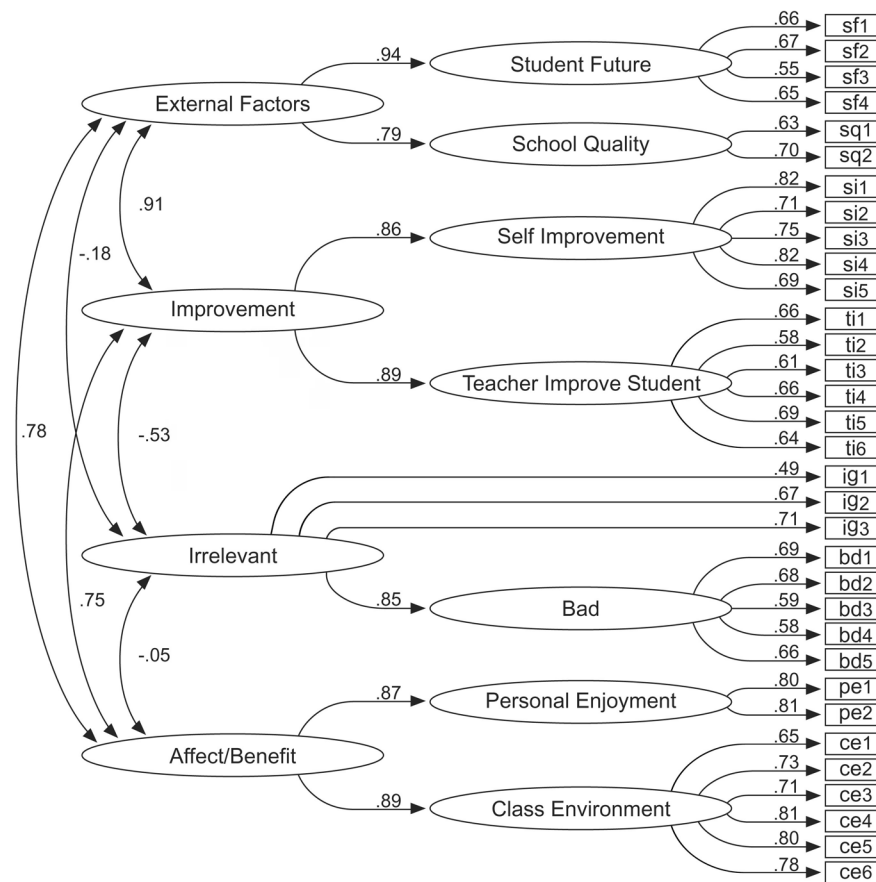 .66 sf1
.94 .67 sf2
Student Future
.55 sf3
External Factors .65 sf4
.79 .63 sq1
School Quality
.70 sq2
.82 si1
.91 .71 si2
.86 Self Improvement .75 si3
-.18 .82 si4
.69 si5
Improvement .66 ti1
.58 ti2
.61 ti3
.89 Teacher Improve Student
.66 ti4
.69 ti5
.78 -.53 .64 ti6
.49 ig1
.67 ig2
.71 ig3
Irrelevant .69 bd1
.68 bd2
.75 .85 Bad .59 bd3
.58 bd4
-.05 .66 bd5
.87 Personal Enjoyment .80 pe1
.81 pe2
Affect/Benefit .65 ce1
.73 ce2
.71 ce3
.89 Class Environment
.81 ce4
.80 ce5
.78 ce6